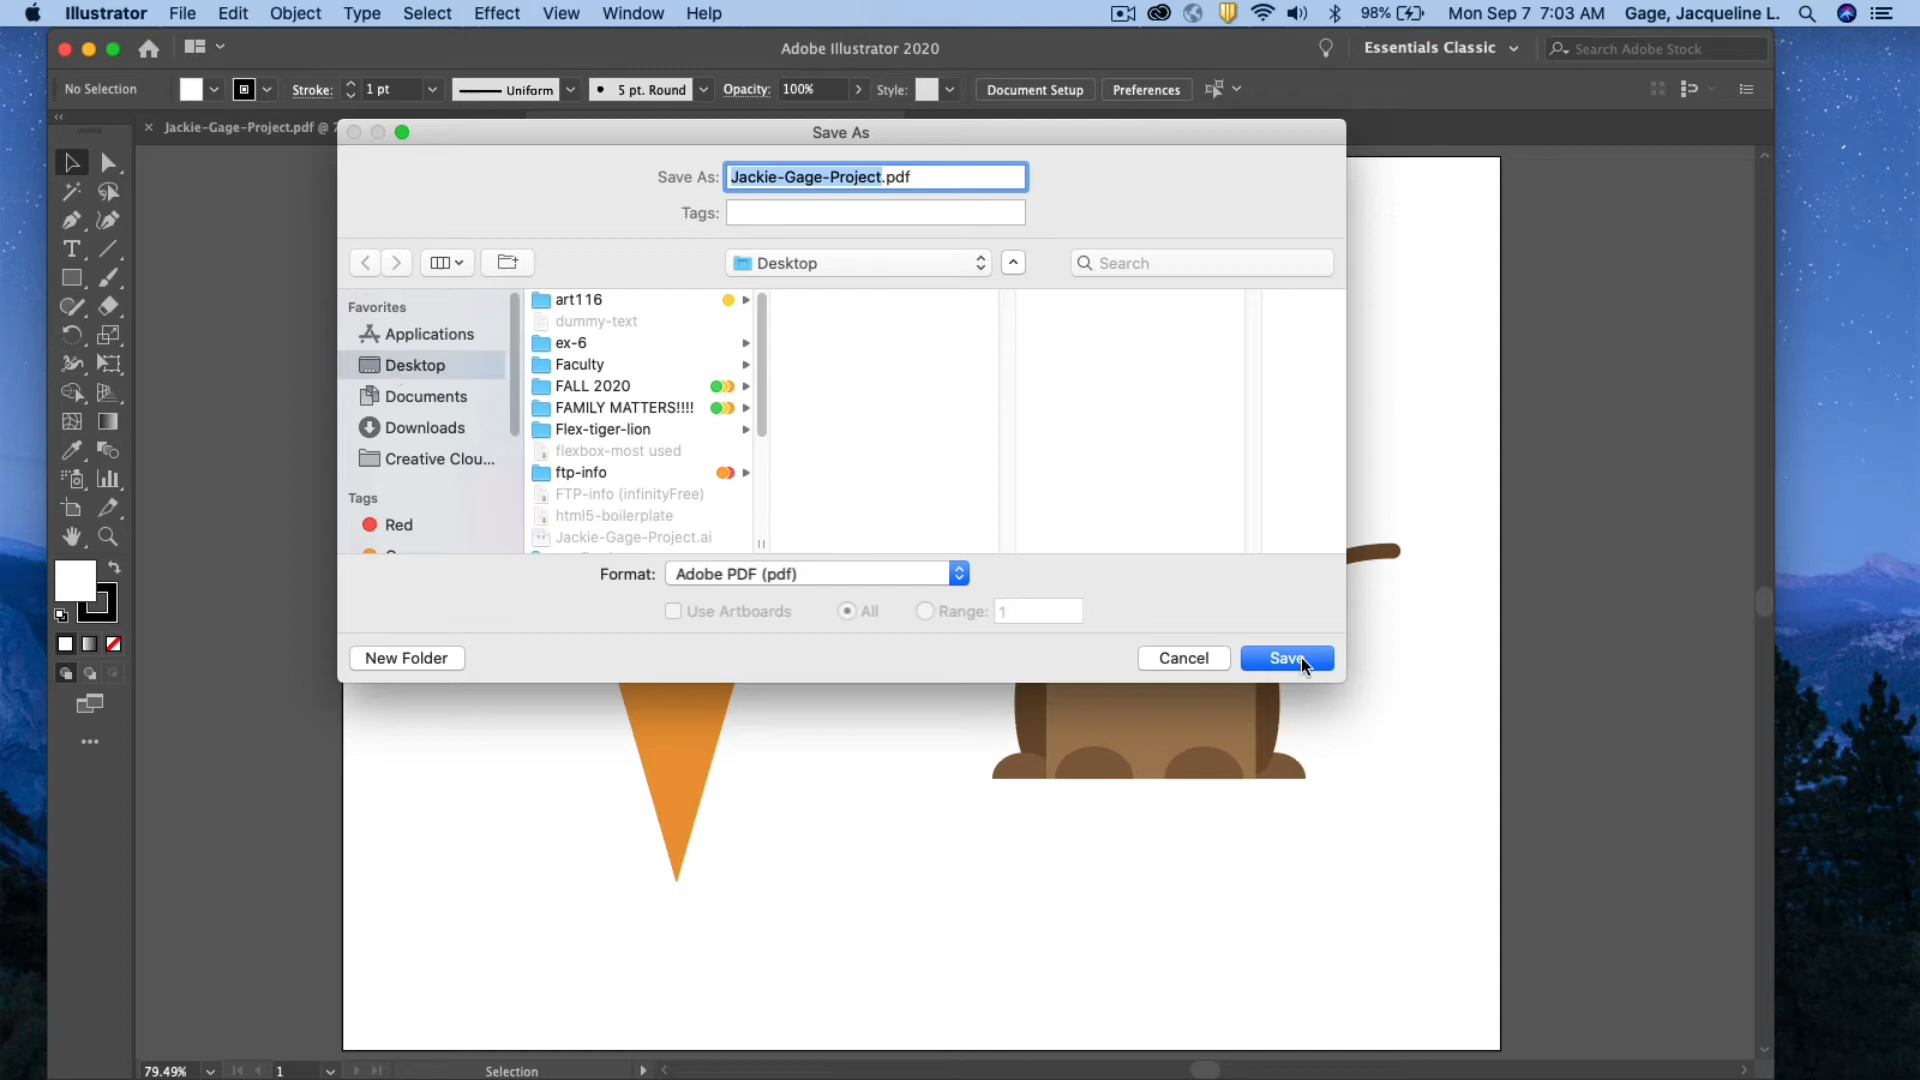 Illustrator File Edit Object Type Select Effect View Window Help 98% Mon Sep 7 7:03 AM Gage, Jacqueline L.
Adobe Illustrator 2020 Essentials Classic Search Adobe Stock
No Selection Stroke: 1 pt Uniform 5 pt. Round Opacity: 100% Style: Document Setup Preferences
Jackie-Gage-Project.pdf @
Save As
Save As: Jackie-Gage-Project.pdf
Tags:
Desktop Search
Favorites
Applications
Desktop
Documents
Downloads
Creative Clou...
Tags
Red
art116
dummy-text
ex-6
Faculty
FALL 2020
FAMILY MATTERS!!!!
Flex-tiger-lion
flexbox-most used
ftp-info
FTP-info (infinityFree)
html5-boilerplate
Jackie-Gage-Project.ai
Format: Adobe PDF (pdf)
Use Artboards All Range: 1
New Folder Cancel Save
79.49% 1 Selection